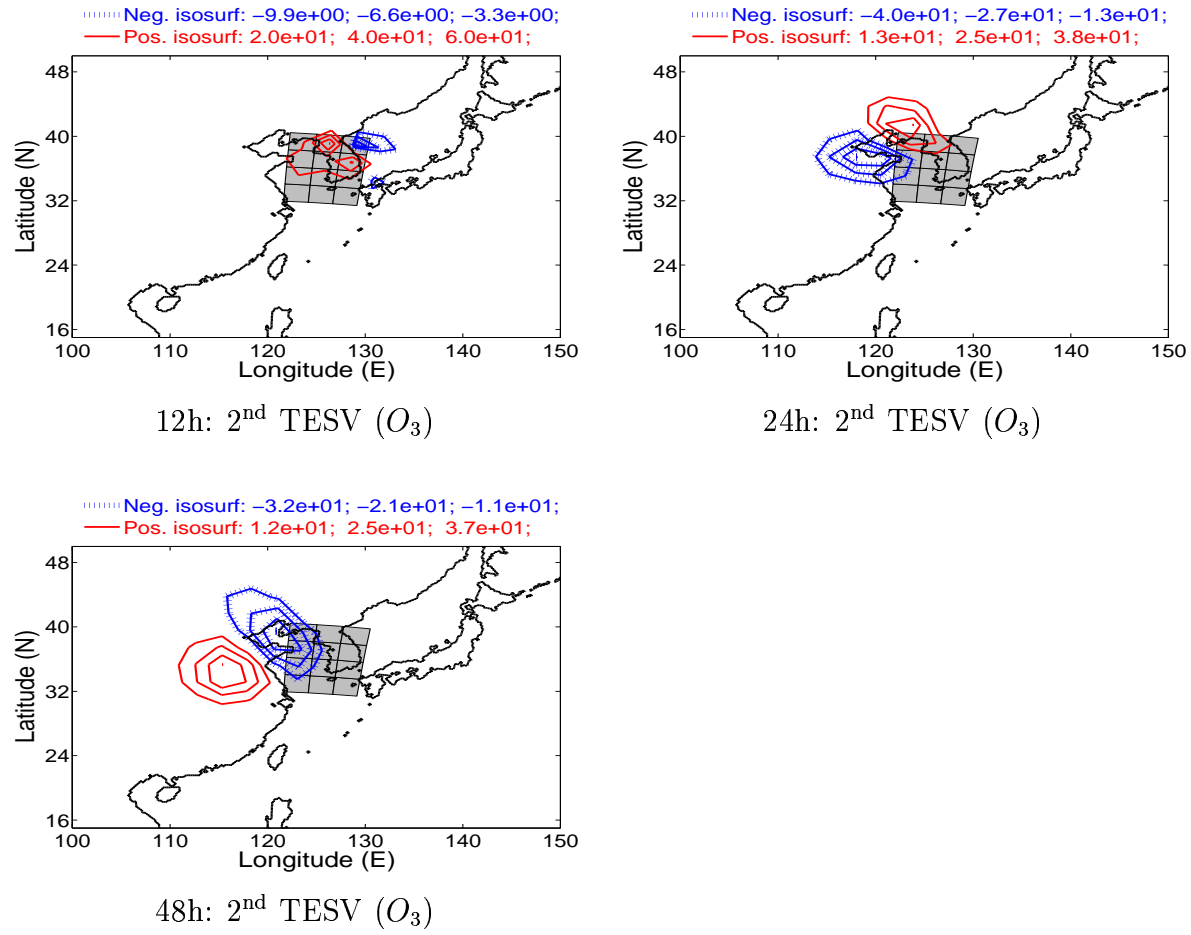 Neg. isosurf: −9.9e+00; −6.6e+00; −3.3e+00;
Pos. isosurf: 2.0e+01; 4.0e+01; 6.0e+01;
48
40
32
24
16
Latitude (N)
100 110 120 130 140 150
Longitude (E)
12h: 2nd TESV (O3)
Neg. isosurf: −4.0e+01; −2.7e+01; −1.3e+01;
Pos. isosurf: 1.3e+01; 2.5e+01; 3.8e+01;
48
40
32
24
16
Latitude (N)
100 110 120 130 140 150
Longitude (E)
24h: 2nd TESV (O3)
Neg. isosurf: −3.2e+01; −2.1e+01; −1.1e+01;
Pos. isosurf: 1.2e+01; 2.5e+01; 3.7e+01;
48
40
32
24
16
Latitude (N)
100 110 120 130 140 150
Longitude (E)
48h: 2nd TESV (O3)